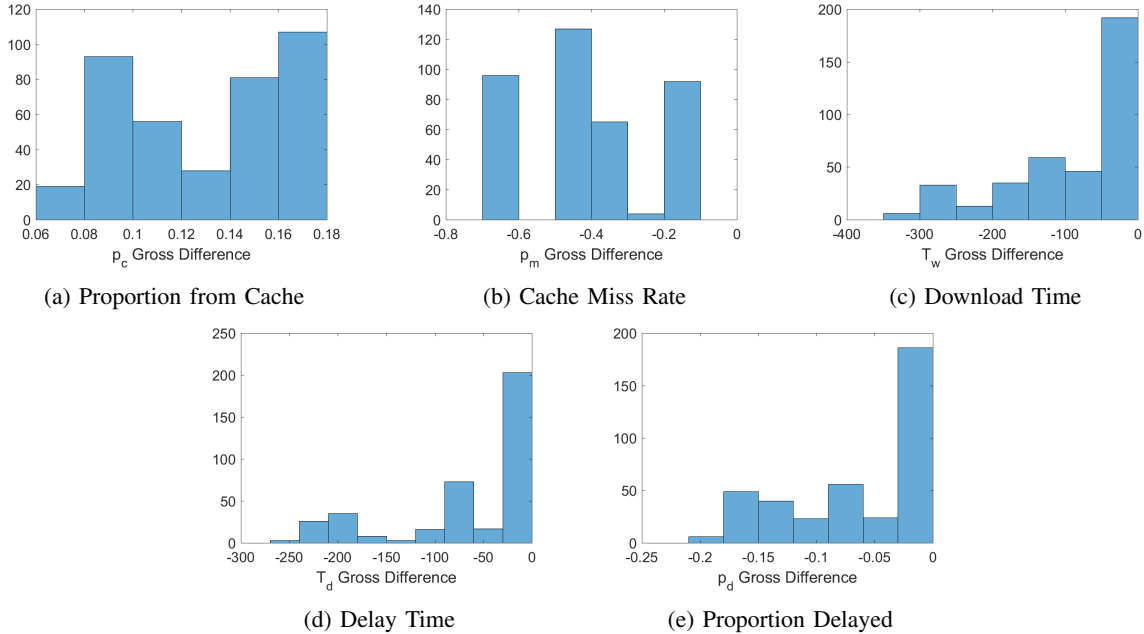 120
100
80
60
40
20
0
0.06 0.08 0.1 0.12 0.14 0.16 0.18
p_c Gross Difference
(a) Proportion from Cache
140
120
100
80
60
40
20
0
-0.8 -0.6 -0.4 -0.2 0
p_m Gross Difference
(b) Cache Miss Rate
200
150
100
50
0
-400 -300 -200 -100 0
T_w Gross Difference
(c) Download Time
250
200
150
100
50
0
-300 -250 -200 -150 -100 -50 0
T_d Gross Difference
(d) Delay Time
200
150
100
50
0
-0.25 -0.2 -0.15 -0.1 -0.05 0
p_d Gross Difference
(e) Proportion Delayed